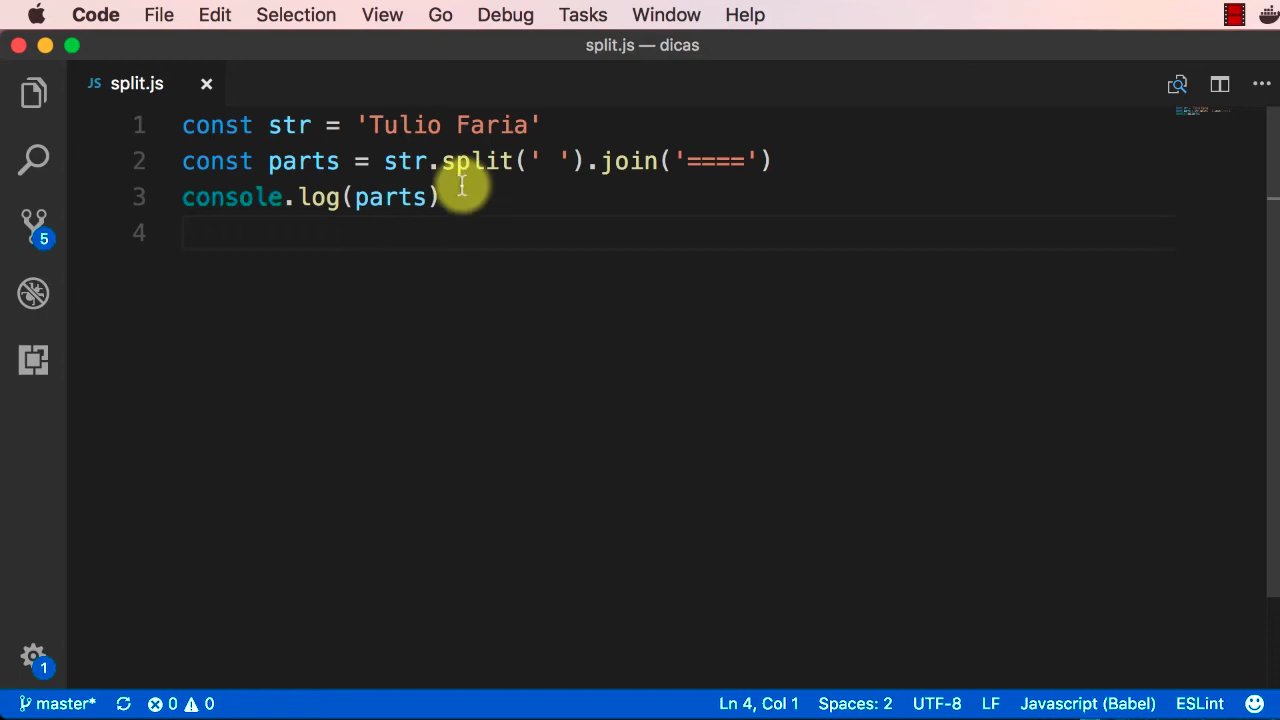 Code File Edit Selection View Go Debug Tasks Window Help
split.js — dicas
JS split.js
1 const str = 'Tulio Faria'
2 const parts = str.split(' ').join('====')
3 console.log(parts)
4
5
1
master* 0 0 Ln 4, Col 1 Spaces: 2 UTF-8 LF Javascript (Babel) ESLint